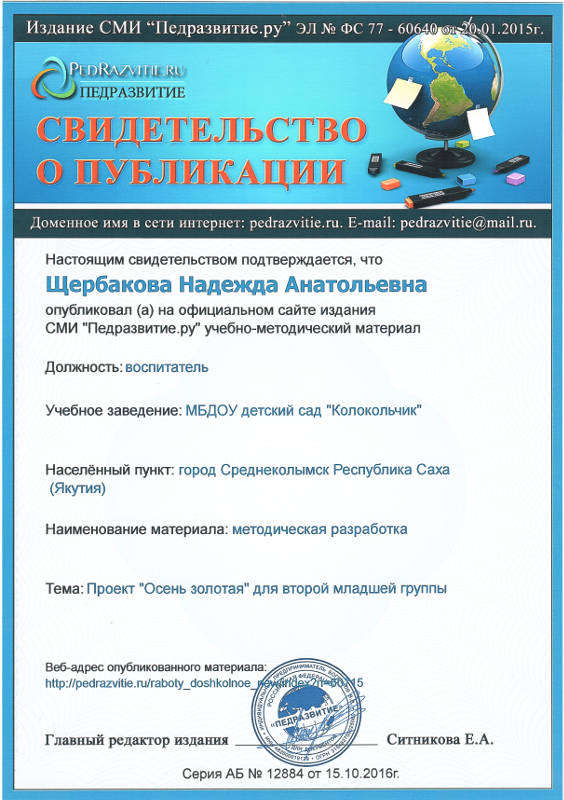 Издание СМИ “Педразвитие.ру” ЭЛ № ФС 77 - 60640 от 20.01.2015г.
PEDRAZVITIE.RU
ПЕДРАЗВИТИЕ
СВИДЕТЕЛЬСТВО
О ПУБЛИКАЦИИ
Доменное имя в сети интернет: pedrazvitie.ru. E-mail: pedrazvitie@mail.ru.
Настоящим свидетельством подтверждается, что
Щербакова Надежда Анатольевна
опубликовал (а) на официальном сайте издания
СМИ "Педразвитие.ру" учебно-методический материал
Должность: воспитатель
Учебное заведение: МБДОУ детский сад "Колокольчик"
Населённый пункт: город Среднеколымск Республика Саха
(Якутия)
Наименование материала: методическая разработка
Тема: Проект "Осень золотая" для второй младшей группы
Веб-адрес опубликованного материала:
http://pedrazvitie.ru/raboty_doshkolnoe_new/index?n=60715
«ПЕДРАЗВИТИЕ»
Главный редактор издания Ситникова Е.А.
Серия АБ № 12884 от 15.10.2016г.